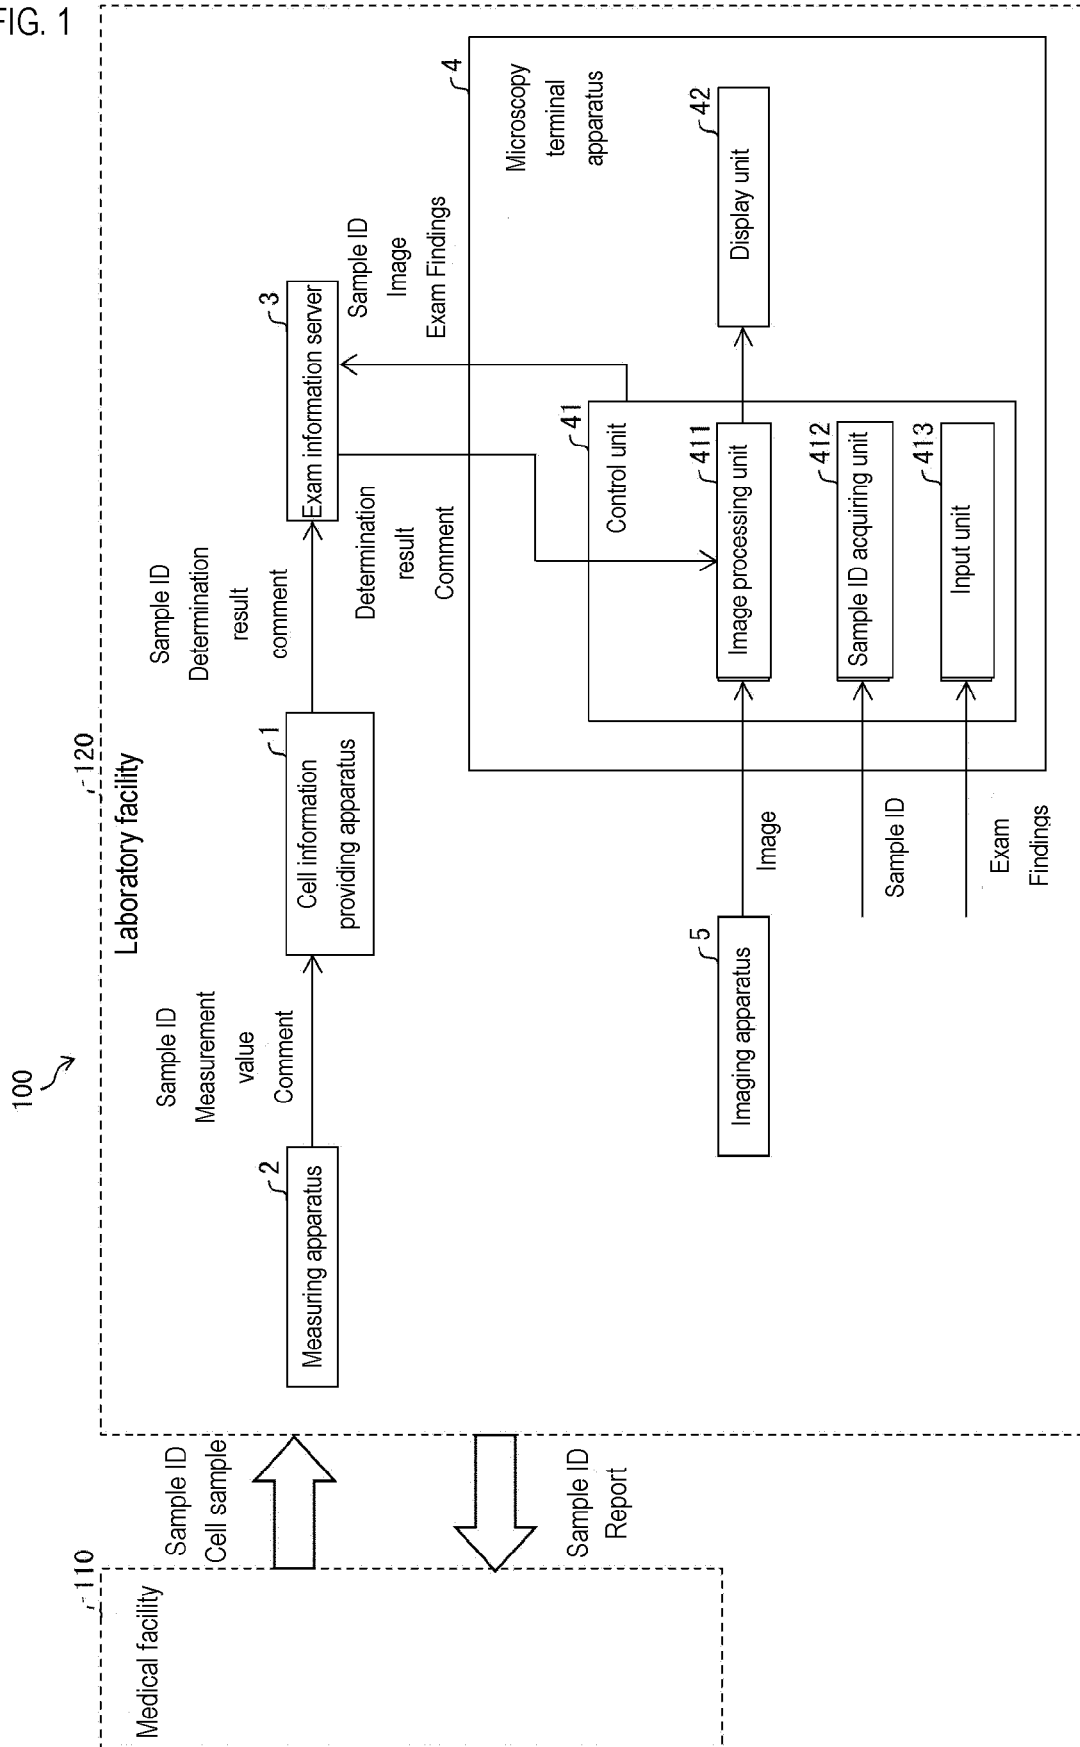 FIG. 1
100
110
Medical facility
Sample ID
Cell sample
Sample ID
Report
120
Laboratory facility
2
Measuring apparatus
Sample ID
Measurement
value
Comment
1
Cell information
providing apparatus
Sample ID
Determination
result
comment
3
Exam information server
Determination
result
Comment
Sample ID
Image
Exam Findings
4
Microscopy
terminal
apparatus
41
Control unit
411
Image processing unit
412
Sample ID acquiring unit
413
Input unit
42
Display unit
5
Imaging apparatus
Image
Sample ID
Exam
Findings